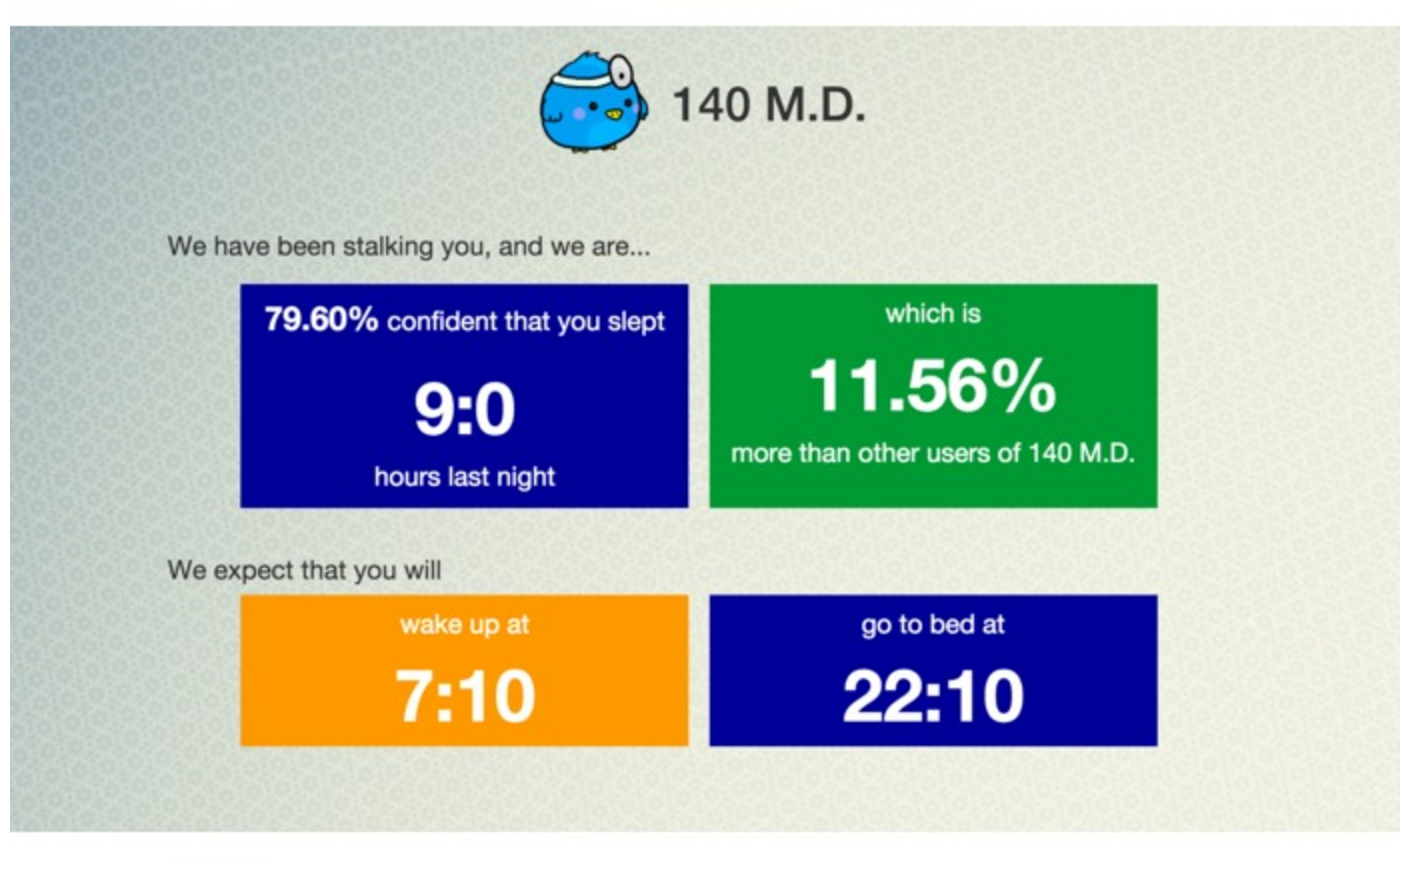 140 M.D.
We have been stalking you, and we are...
79.60% confident that you slept
9:0
hours last night
which is
11.56%
more than other users of 140 M.D.
We expect that you will
wake up at
7:10
go to bed at
22:10